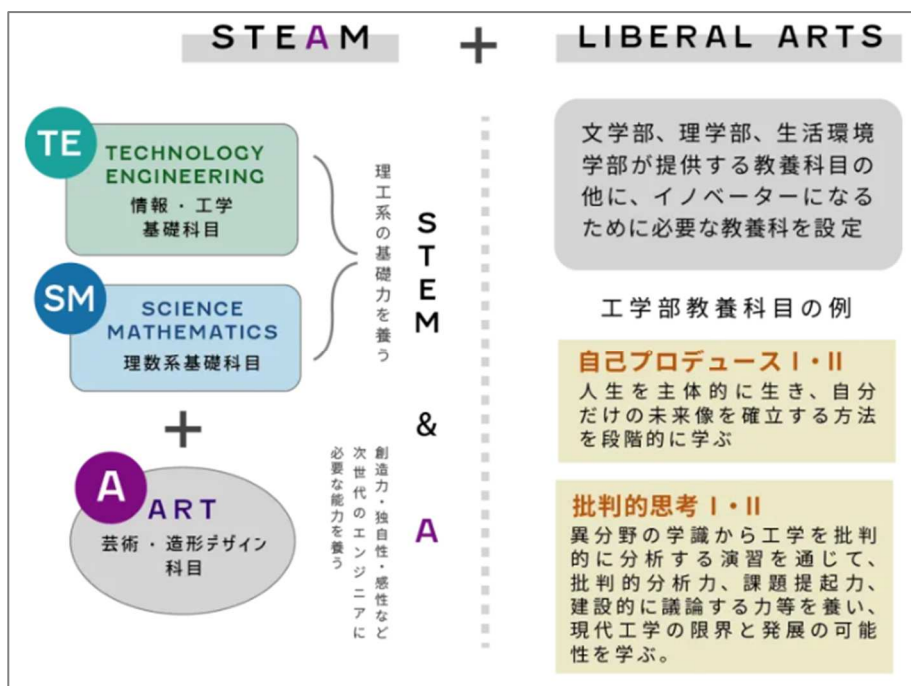 STEAM
+
LIBERAL ARTS
TE
TECHNOLOGY
ENGINEERING
情報・工学
基礎科目
SM
SCIENCE
MATHEMATICS
理数系基礎科目
理工系の基礎力を養う
+
A
ART
芸術・造形デザイン
科目
創造力・独自性・感性など
次世代のエンジニアに
必要な能力を養う
STEM
&
A
文学部、理学部、生活環境
学部が提供する教養科目の
他に、イノベーターになる
ために必要な教養科を設定
工学部教養科目の例
自己プロデュース I・II
人生を主体的に生き、自分
だけの未来像を確立する方法
を段階的に学ぶ
批判的思考 I・II
異分野の学識から工学を批判
的に分析する演習を通じて、
批判的分析力、課題提起力、
建設的に議論する力等を養い、
現代工学の限界と発展の可能
性を学ぶ。